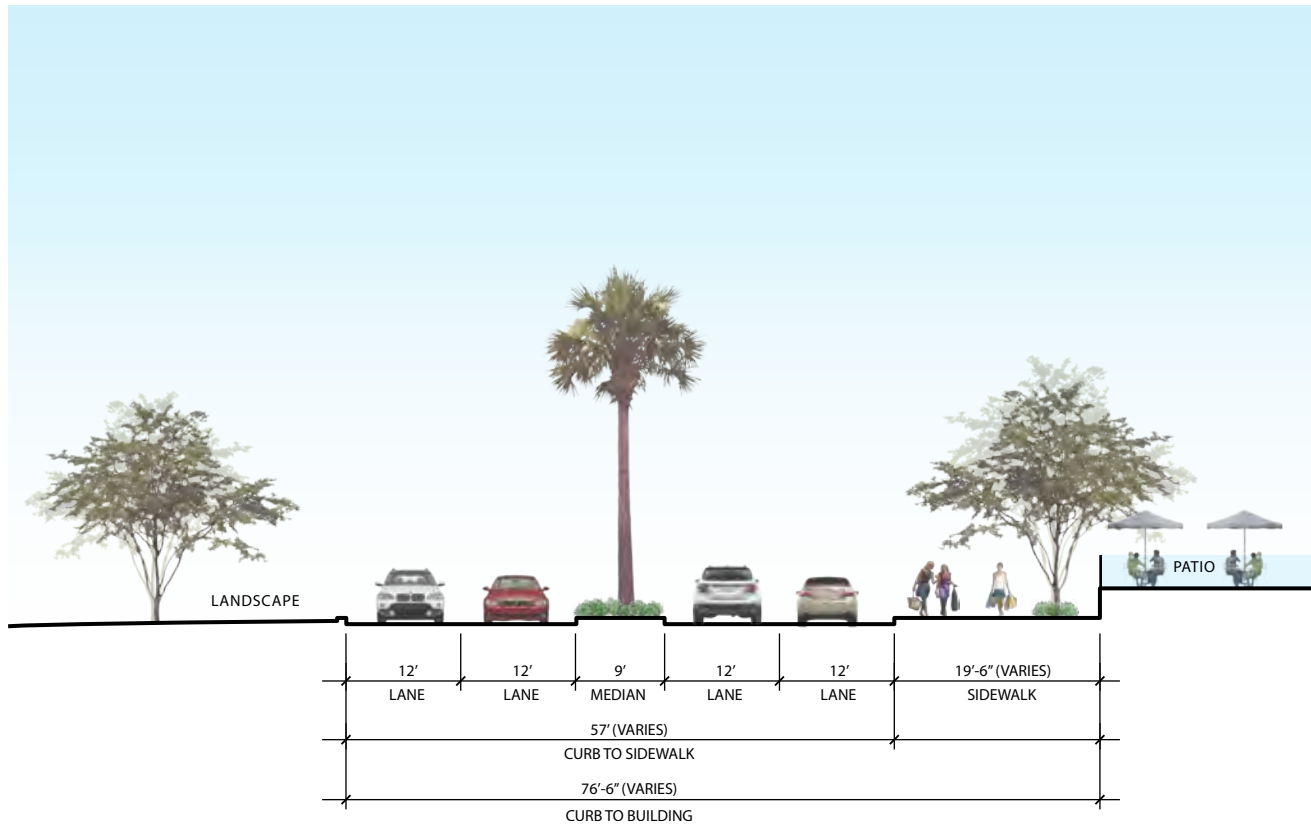 PATIO
LANDSCAPE
12' 12' 9' 12' 12' 19'-6" (VARIES)
LANE LANE MEDIAN LANE LANE SIDEWALK
57' (VARIES)
CURB TO SIDEWALK
76'-6" (VARIES)
CURB TO BUILDING